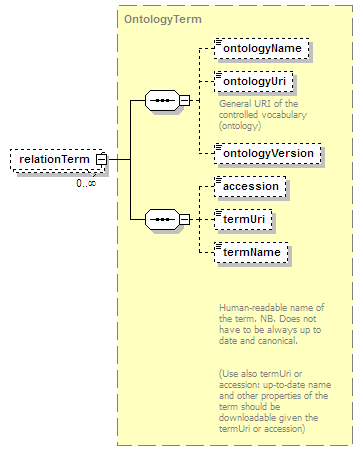 OntologyTerm
ontologyName
ontologyUri
General URI of the
controlled vocabulary
(ontology)
ontologyVersion
relationTerm
0..∞
accession
termUri
termName
Human-readable name of
the term. NB. Does not
have to be always up to
date and canonical.
(Use also termUri or
accession: up-to-date name
and other properties of the
term should be
downloadable given the
termUri or accession)